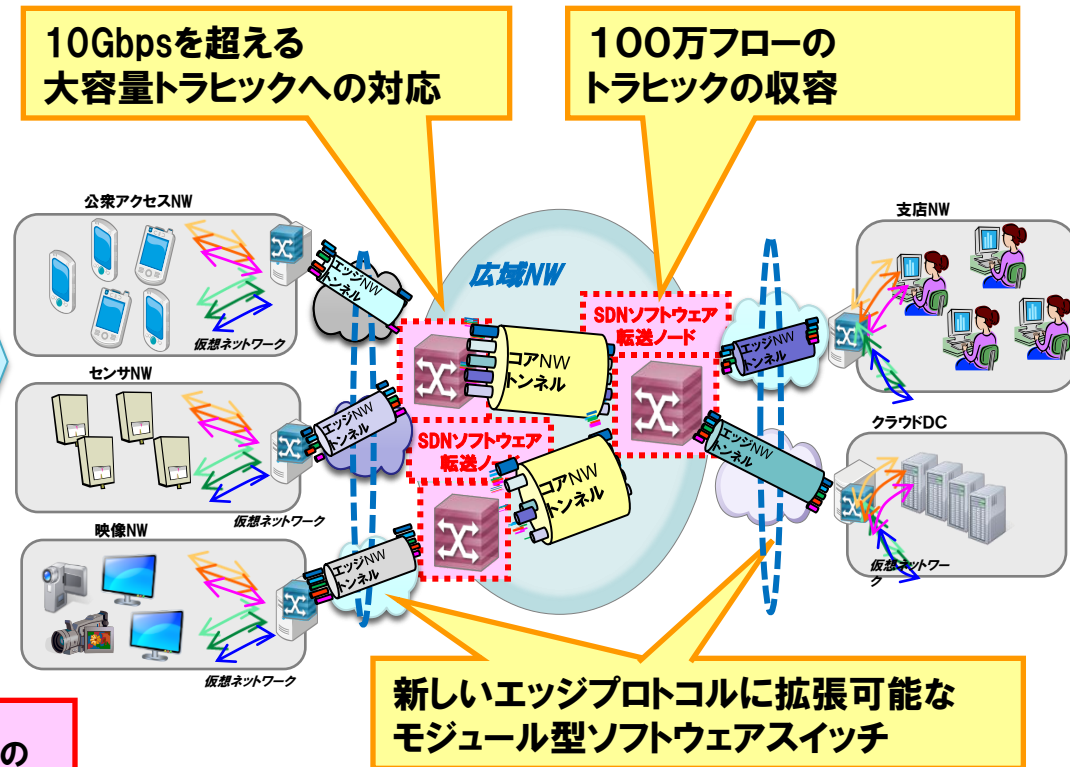 10Gbpsを超える
大容量トラヒックへの対応
100万フローの
トラヒックの収容
公衆アクセスNW
仮想ネットワーク
センサNW
仮想ネットワーク
映像NW
仮想ネットワーク
エッジNW
トンネル
エッジNW
トンネル
エッジNW
トンネル
広域NW
SDNソフトウェア
転送ノード
コアNW
トンネル
SDNソフトウェア
転送ノード
コアNW
トンネル
エッジNW
トンネル
エッジNW
トンネル
支店NW
クラウドDC
仮想ネットワー
ク
新しいエッジプロトコルに拡張可能な
モジュール型ソフトウェアスイッチ
の